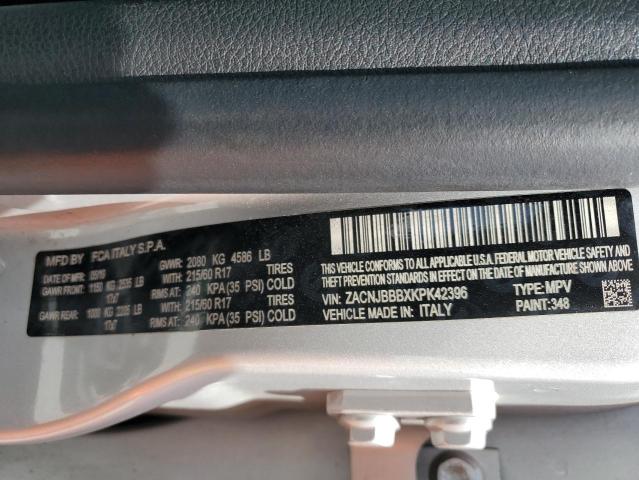 MFD BY FCA ITALY S.P.A.
DATE OF MFD: GVWR: 2080 KG 4586 LB
GAWR FRONT: 1150 KG 2535 LB WITH 215/60 R17 TIRES
17x7 RIMS AT: 240 KPA (35 PSI) COLD
GAWR REAR: 1000 KG 2205 LB WITH 215/60 R17 TIRES
17x7 RIMS AT: 240 KPA (35 PSI) COLD
THIS VEHICLE CONFORMS TO ALL APPLICABLE U.S.A. FEDERAL MOTOR VEHICLE SAFETY AND
THEFT PREVENTION STANDARDS IN EFFECT ON THE DATE OF MANUFACTURE SHOWN ABOVE.
VIN: ZACNJBBBXKPK42396 TYPE: MPV
VEHICLE MADE IN: ITALY PAINT: 348